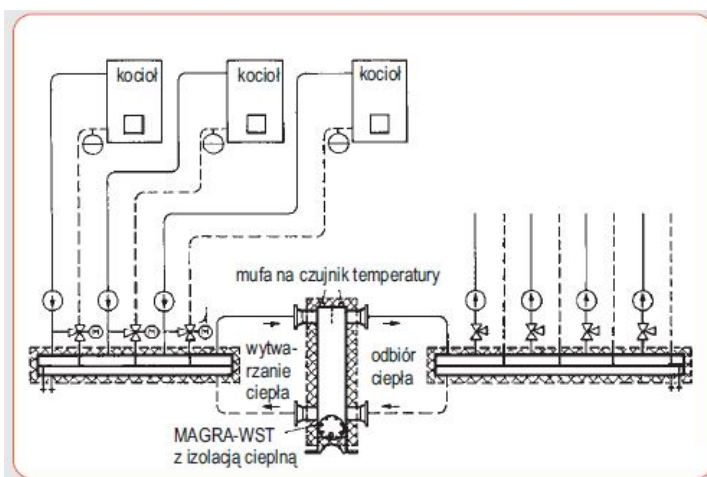 kocioł
kocioł
kocioł
mufa na czujnik temperatury
wytwa-
rzanie
ciepła
odbiór
ciepła
MAGRA-WST
z izolacją cieplną